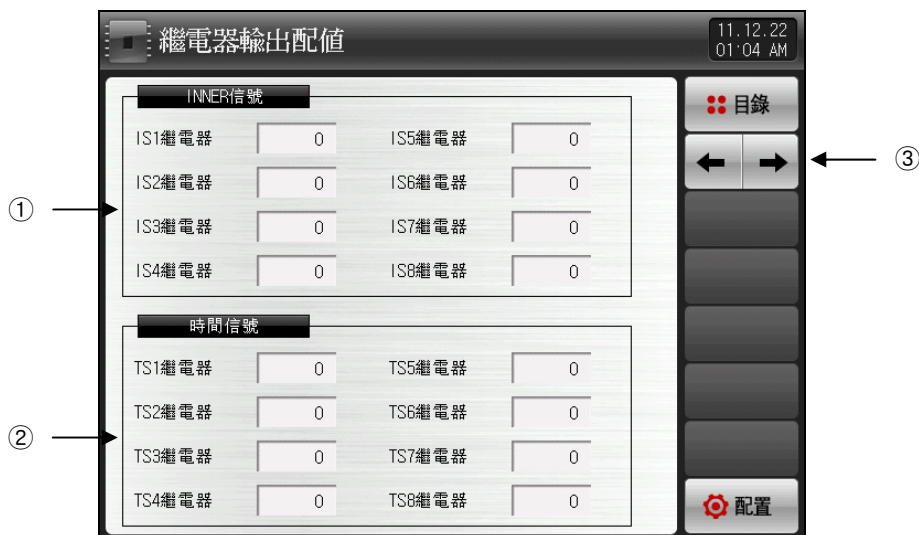 繼電器輸出配値
11.12.22
01:04 AM
INNER信號
IS1繼電器 0 IS5繼電器 0
IS2繼電器 0 IS6繼電器 0
IS3繼電器 0 IS7繼電器 0
IS4繼電器 0 IS8繼電器 0
時間信號
TS1繼電器 0 TS5繼電器 0
TS2繼電器 0 TS6繼電器 0
TS3繼電器 0 TS7繼電器 0
TS4繼電器 0 TS8繼電器 0
目錄
配置
①
②
③